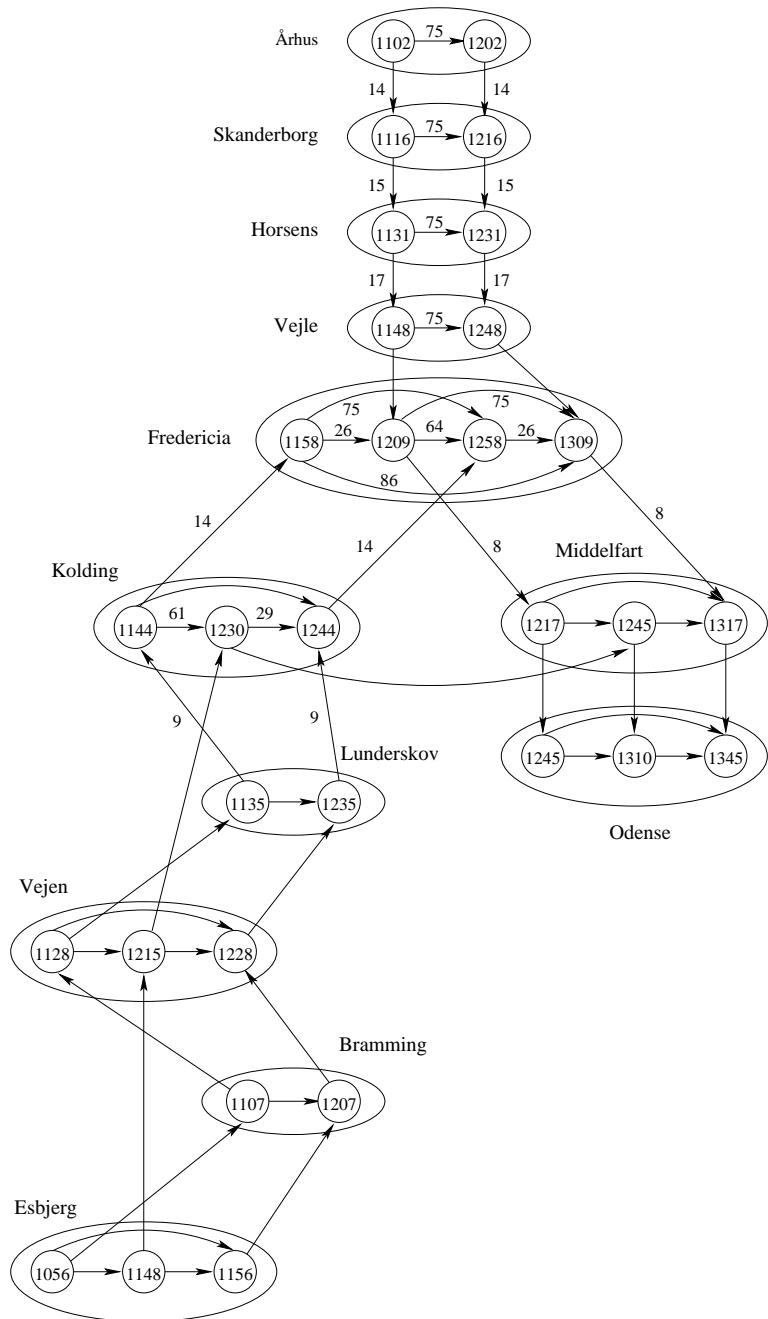 Århus
1102 75 1202
14 14
Skanderborg
1116 75 1216
15 15
Horsens
1131 75 1231
17 17
Vejle
1148 75 1248
Fredericia
75 75
1158 26 1209 64 1258 26 1309
86
14 14 8 8
Kolding
1144 61 1230 29 1244
Middelfart
1217 1245 1317
9 9
Lunderskov
1135 1235
1245 1310 1345
Odense
Vejen
1128 1215 1228
Bramming
1107 1207
Esbjerg
1056 1148 1156